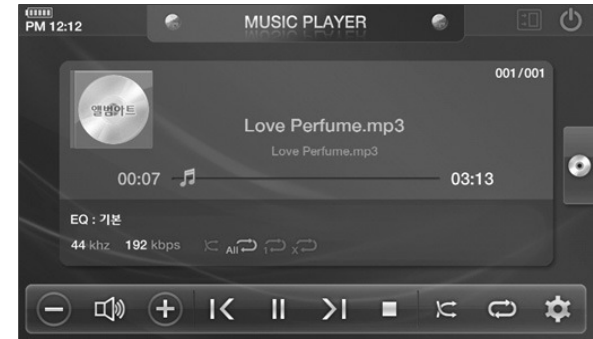 PM 12:12
MUSIC PLAYER
001/001
앨범아트
Love Perfume.mp3
Love Perfume.mp3
00:07
03:13
EQ : 기본
44 khz 192 kbps
All 1 x